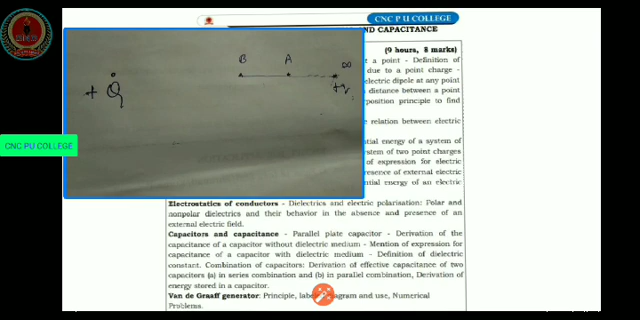 CNC P U COLLEGE
AND CAPACITANCE
(9 hours, 8 marks)
t a point - Definition of
due to a point charge -
electric dipole at any point
distance between a point
position principle to find
e relation between electric
B A ∞
+ Q
+q
ntial energy of a system of
stem of two point charges
of expression for electric
resence of external electric
ential energy of an electric
CNC PU COLLEGE
Electrostatics of conductors - Dielectrics and electric polarisation: Polar and
nonpolar dielectrics and their behavior in the absence and presence of an
external electric field.
Capacitors and capacitance - Parallel plate capacitor - Derivation of the
capacitance of a capacitor without dielectric medium - Mention of expression for
capacitance of a capacitor with dielectric medium - Definition of dielectric
constant. Combination of capacitors: Derivation of effective capacitance of two
capacitors (a) in series combination and (b) in parallel combination, Derivation of
energy stored in a capacitor.
Van de Graaff generator: Principle, diagram and use, Numerical
Problems.